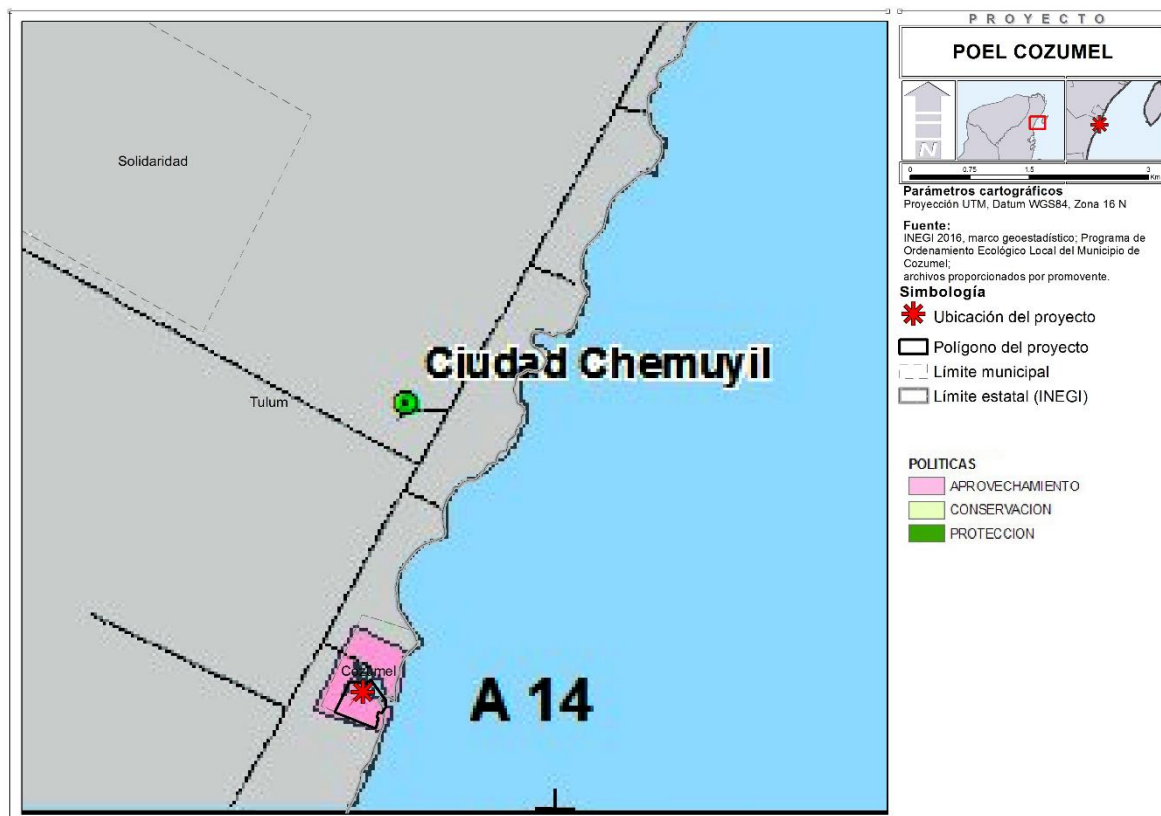 Solidaridad
Tulum
Ciudad Chemuyil
Cozumel
A 14
PROYECTO
POEL COZUMEL
N
0 0.75 1.5 3
Km
Parámetros cartográficos
Proyección UTM, Datum WGS84, Zona 16 N
Fuente:
INEGI 2016, marco geoestadístico; Programa de
Ordenamiento Ecológico Local del Municipio de
Cozumel;
archivos proporcionados por promovente.
Simbología
Ubicación del proyecto
Polígono del proyecto
Límite municipal
Límite estatal (INEGI)
POLITICAS
APROVECHAMIENTO
CONSERVACION
PROTECCION